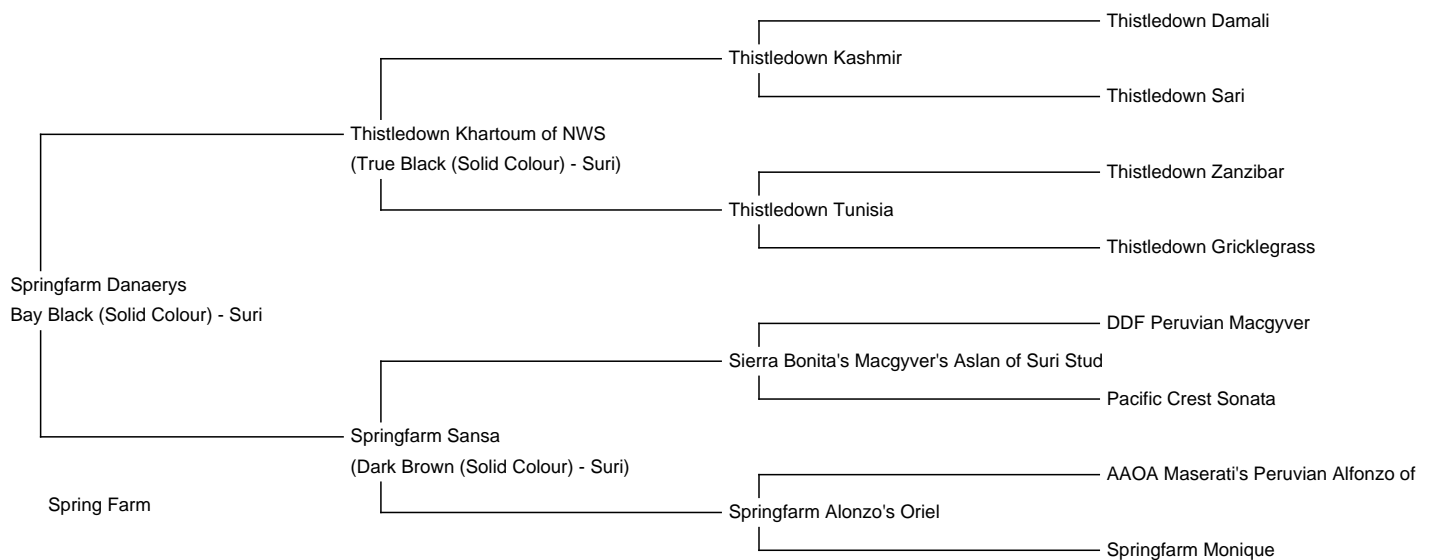 Thistledown Damali
Thistledown Kashmir
Thistledown Sari
Thistledown Khartoum of NWS
(True Black (Solid Colour) - Suri)
Thistledown Zanzibar
Thistledown Tunisia
Thistledown Gricklegrass
Springfarm Danaerys
Bay Black (Solid Colour) - Suri
DDF Peruvian Macgyver
Sierra Bonita's Macgyver's Aslan of Suri Stud
Pacific Crest Sonata
Springfarm Sansa
(Dark Brown (Solid Colour) - Suri)
AAOA Maserati's Peruvian Alfonzo of
Spring Farm
Springfarm Alonzo's Oriel
Springfarm Monique